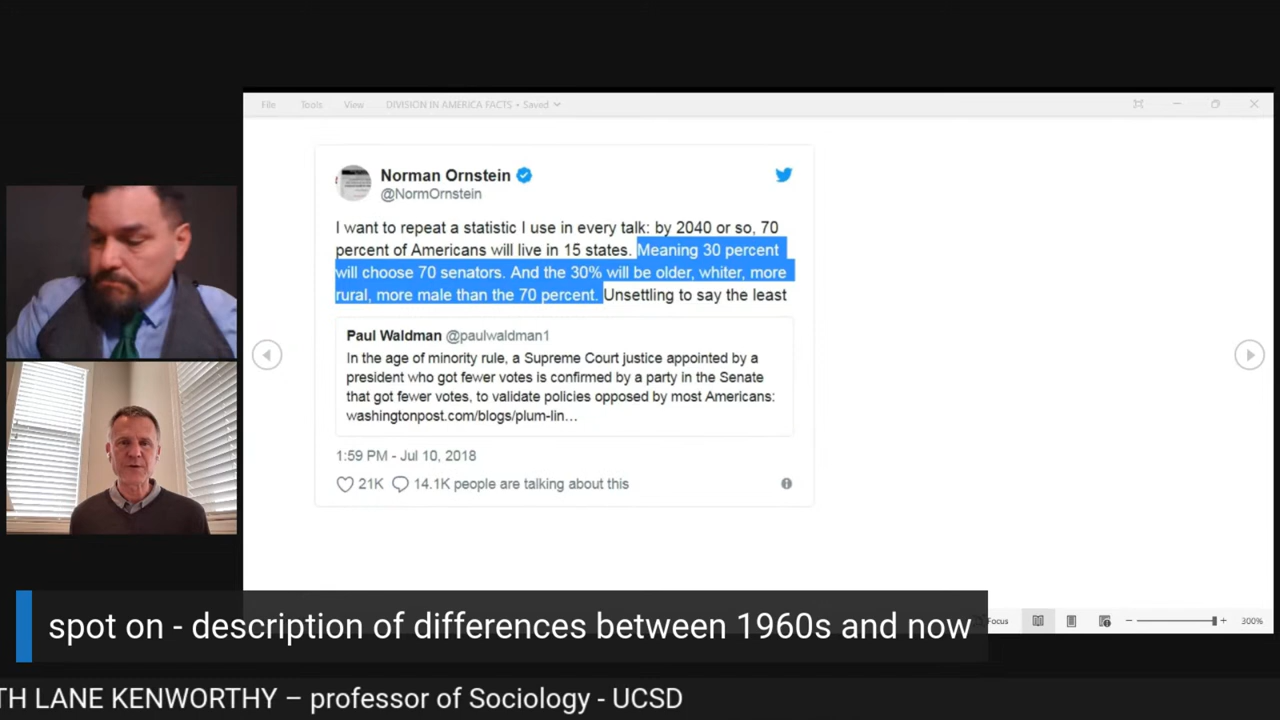 File Tools View DIVISION IN AMERICA FACTS • Saved
Norman Ornstein
@NormOrnstein
I want to repeat a statistic I use in every talk: by 2040 or so, 70
percent of Americans will live in 15 states. Meaning 30 percent
will choose 70 senators. And the 30% will be older, whiter, more
rural, more male than the 70 percent. Unsettling to say the least
Paul Waldman @paulwaldman1
In the age of minority rule, a Supreme Court justice appointed by a
president who got fewer votes is confirmed by a party in the Senate
that got fewer votes, to validate policies opposed by most Americans:
washingtonpost.com/blogs/plum-lin…
1:59 PM - Jul 10, 2018
21K 14.1K people are talking about this
Focus 300%
spot on - description of differences between 1960s and now
TH LANE KENWORTHY – professor of Sociology - UCSD